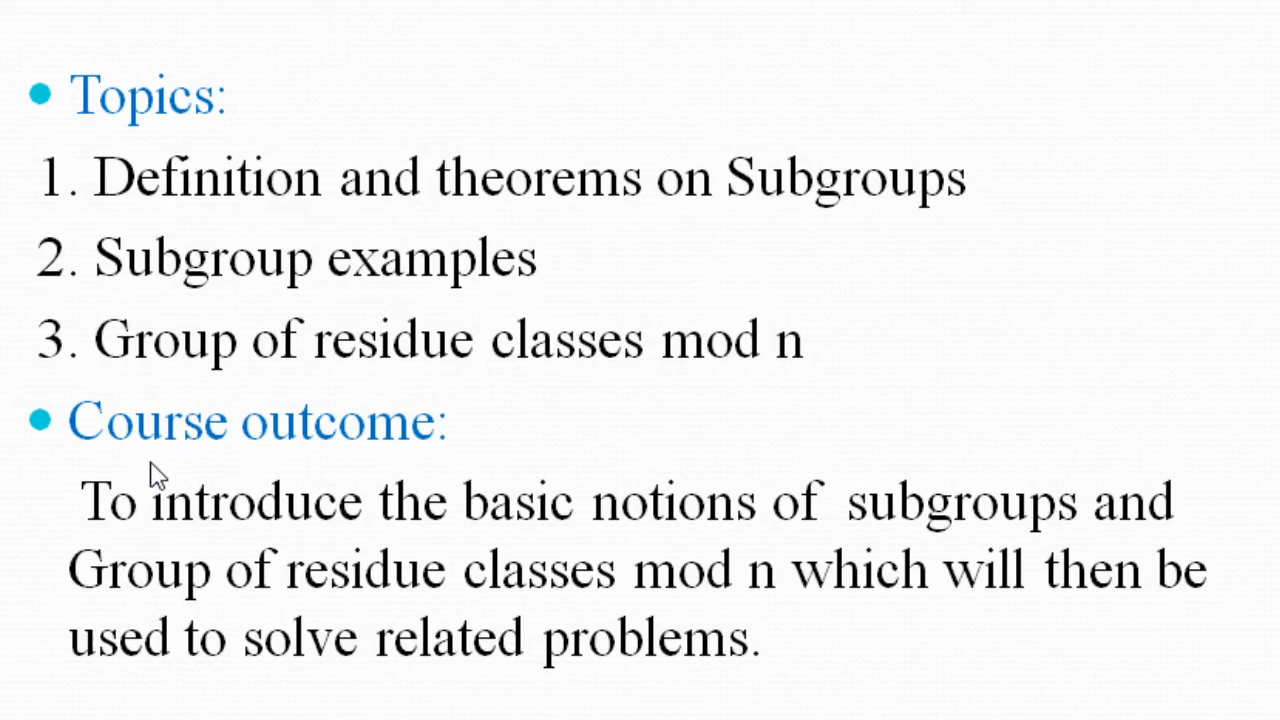 • Topics:
1. Definition and theorems on Subgroups
2. Subgroup examples
3. Group of residue classes mod n
• Course outcome:
To introduce the basic notions of subgroups and
Group of residue classes mod n which will then be
used to solve related problems.